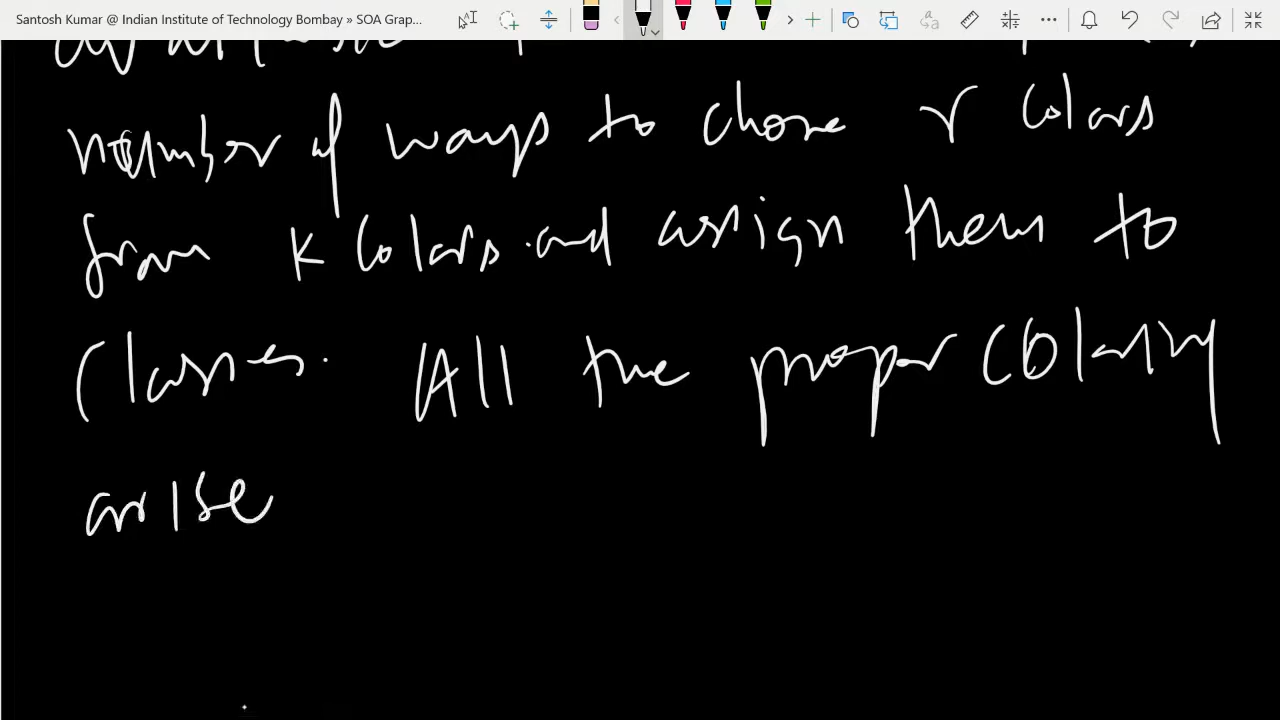 Santosh Kumar @ Indian Institute of Technology Bombay » SOA Grap...
number of ways to chose r colors
from k colors and assign them to
classes. All the proper coloring
arise